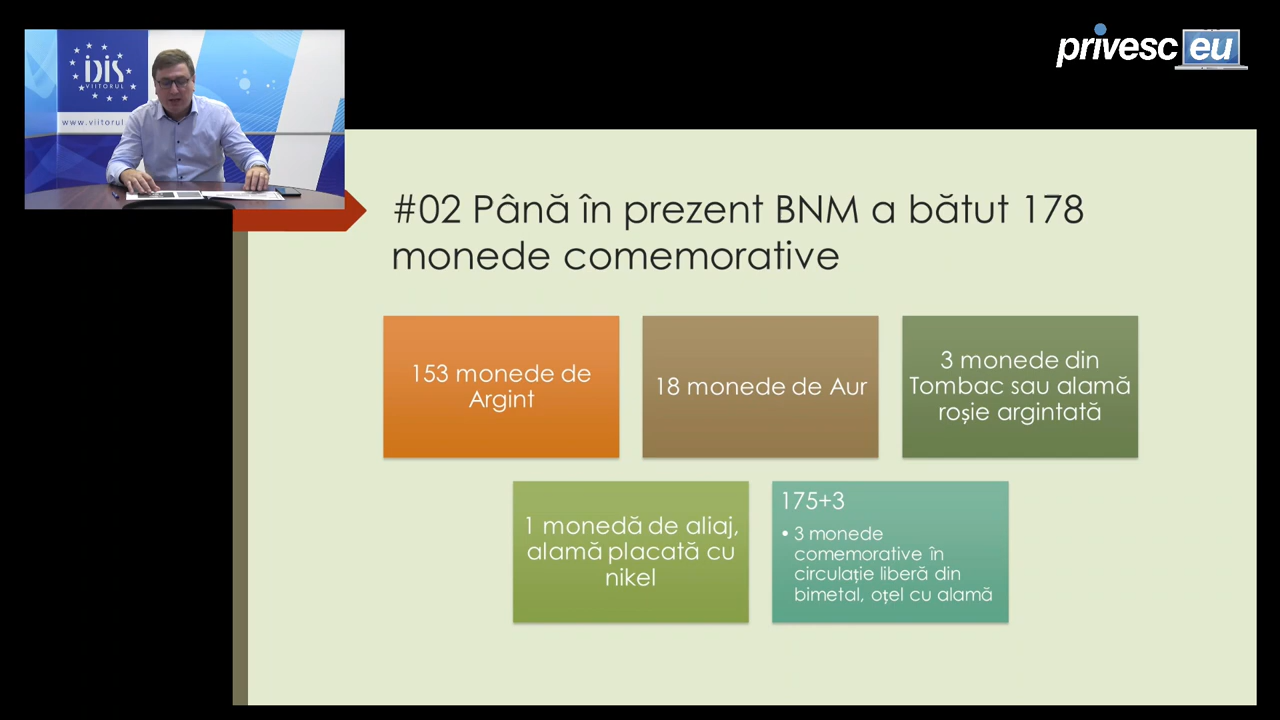 IDIS
VIITORUL
www.viitorul
privesc eu
#02 Până în prezent BNM a bătut 178
monede comemorative
153 monede de
Argint
18 monede de Aur
3 monede din
Tombac sau alamă
roșie argintată
1 monedă de aliaj,
alamă placată cu
nikel
175+3
• 3 monede
comemorative în
circulație liberă din
bimetal, oțel cu alamă